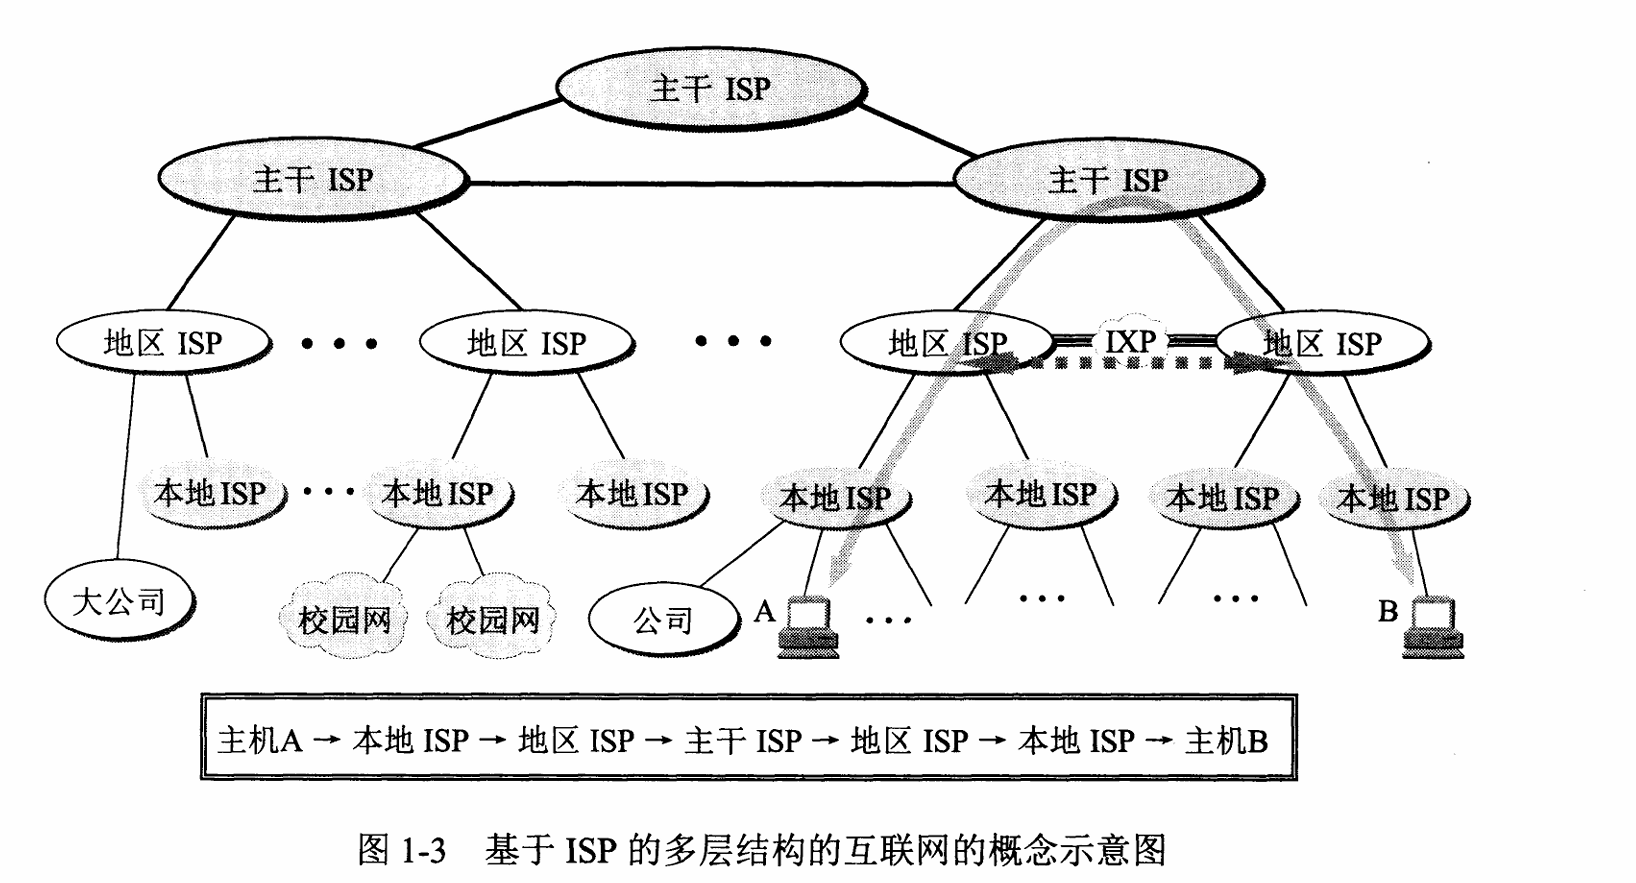 主干 ISP
主干 ISP
主干 ISP
地区 ISP
• • •
地区 ISP
• • •
地区 ISP
IXP
地区 ISP
本地 ISP
• • •
本地 ISP
本地 ISP
本地 ISP
本地 ISP
本地 ISP
本地 ISP
大公司
校园网
校园网
公司
A
• • •
• • •
• • •
B
主机A → 本地 ISP → 地区 ISP → 主干 ISP → 地区 ISP → 本地 ISP → 主机B
图 1-3 基于 ISP 的多层结构的互联网的概念示意图